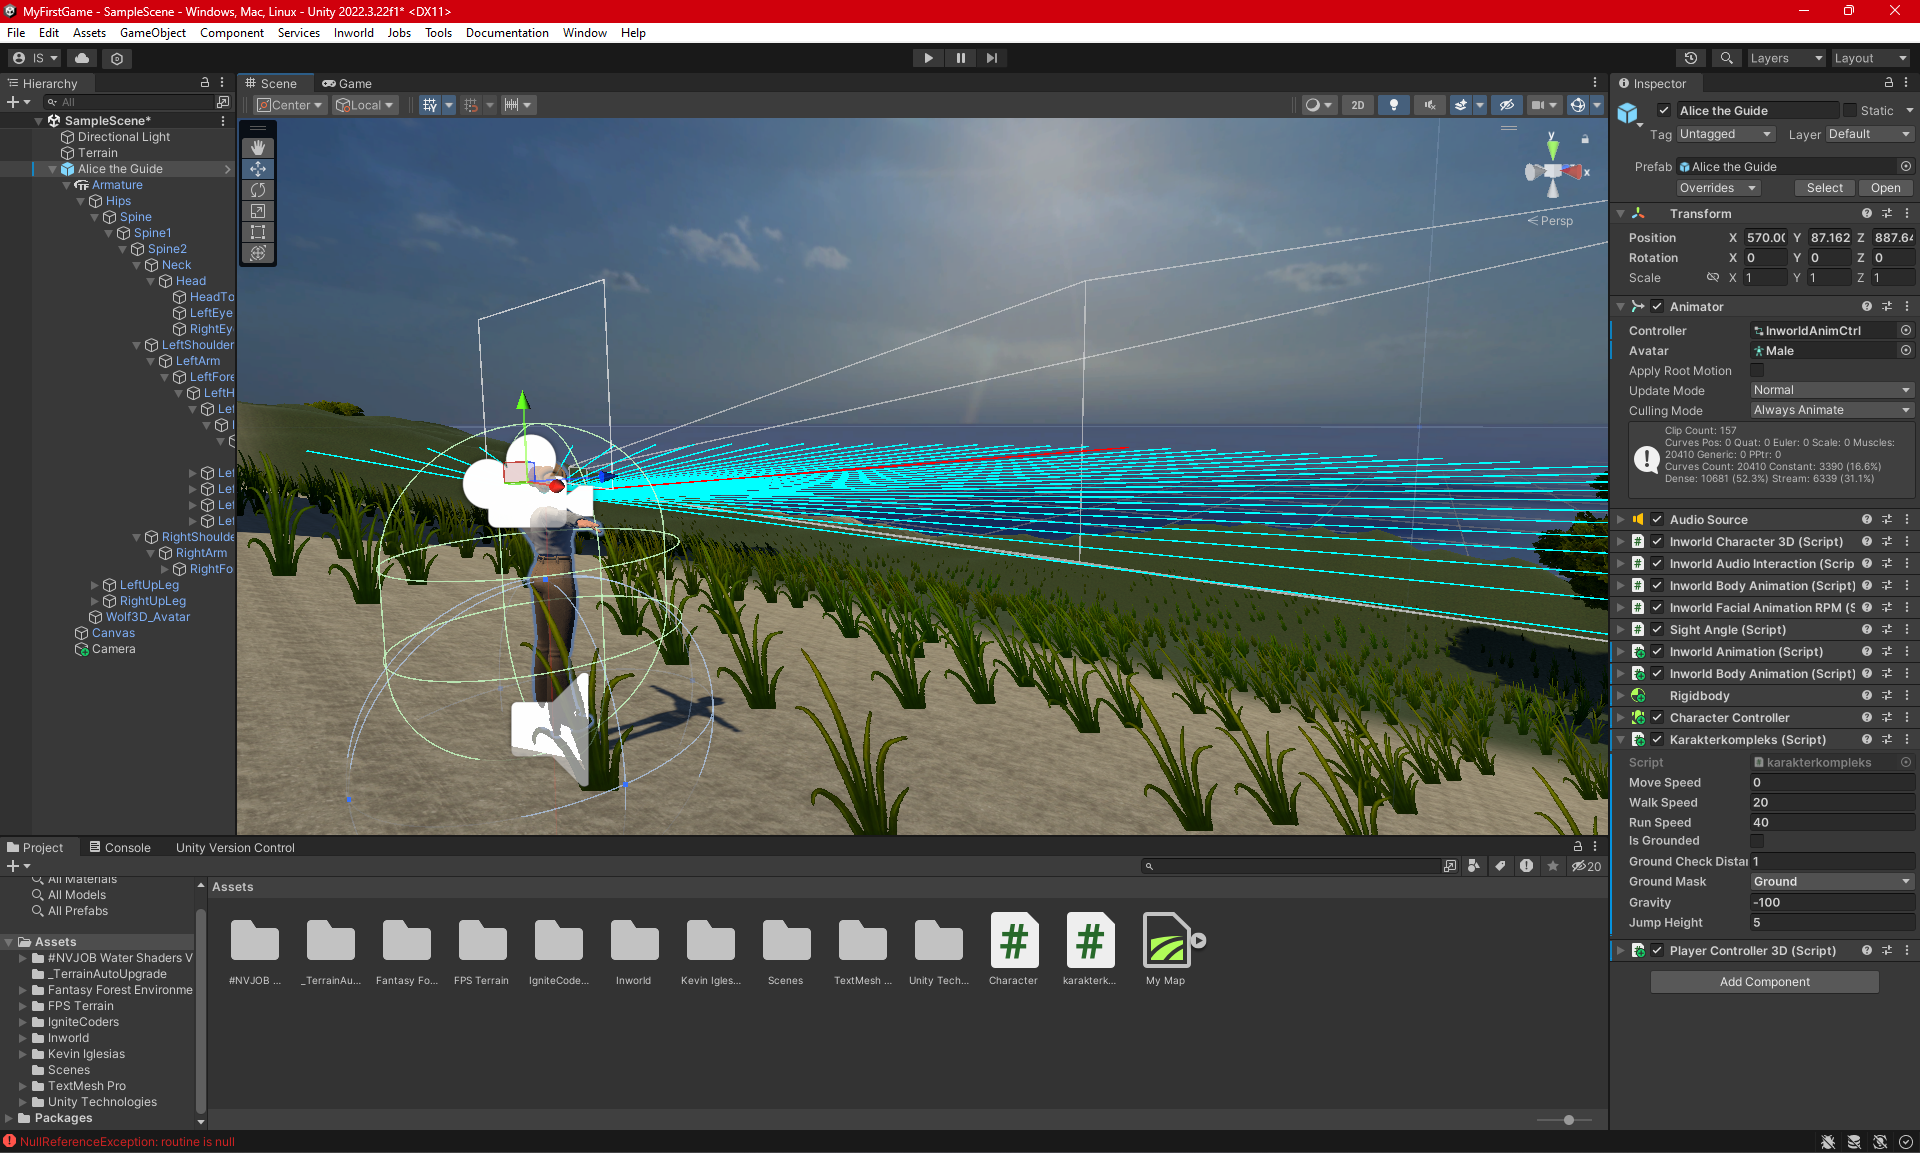 MyFirstGame - SampleScene - Windows, Mac, Linux - Unity 2022.3.22f1* <DX11>
File Edit Assets GameObject Component Services Inworld Jobs Tools Documentation Window Help
IS
Layers
Layout
Hierarchy
All
SampleScene*
Directional Light
Terrain
Alice the Guide
Armature
Hips
Spine
Spine1
Spine2
Neck
Head
HeadTo
LeftEye
RightEy
LeftShoulder
LeftArm
LeftFore
LeftH
Lef
Lef
Lef
Lef
Lef
RightShoulde
RightArm
RightFo
LeftUpLeg
RightUpLeg
Wolf3D_Avatar
Canvas
Camera
Scene Game
Center Local
2D
y
x
Persp
Inspector
Alice the Guide Static
Tag Untagged Layer Default
Prefab Alice the Guide
Overrides Select Open
Transform
Position X 570.00 Y 87.162 Z 887.64
Rotation X 0 Y 0 Z 0
Scale X 1 Y 1 Z 1
Animator
Controller InworldAnimCtrl
Avatar Male
Apply Root Motion
Update Mode Normal
Culling Mode Always Animate
Clip Count: 157
Curves Pos: 0 Quat: 0 Euler: 0 Scale: 0 Muscles:
20410 Generic: 0 PPtr: 0
Curves Count: 20410 Constant: 3390 (16.6%)
Dense: 10681 (52.3%) Stream: 6339 (31.1%)
Audio Source
Inworld Character 3D (Script)
Inworld Audio Interaction (Scrip
Inworld Body Animation (Script)
Inworld Facial Animation RPM (S
Sight Angle (Script)
Inworld Animation (Script)
Inworld Body Animation (Script)
Rigidbody
Character Controller
Karakterkompleks (Script)
Script karakterkompleks
Move Speed 0
Walk Speed 20
Run Speed 40
Is Grounded
Ground Check Distar 1
Ground Mask Ground
Gravity -100
Jump Height 5
Player Controller 3D (Script)
Add Component
Project Console Unity Version Control
20
All Materials
All Models
All Prefabs
Assets
#NVJOB Water Shaders V
_TerrainAutoUpgrade
Fantasy Forest Environme
FPS Terrain
IgniteCoders
Inworld
Kevin Iglesias
Scenes
TextMesh Pro
Unity Technologies
Packages
Assets
#NVJOB ... _TerrainAu... Fantasy Fo... FPS Terrain IgniteCode... Inworld Kevin Igles... Scenes TextMesh ... Unity Tech... Character karakterk... My Map
NullReferenceException: routine is null